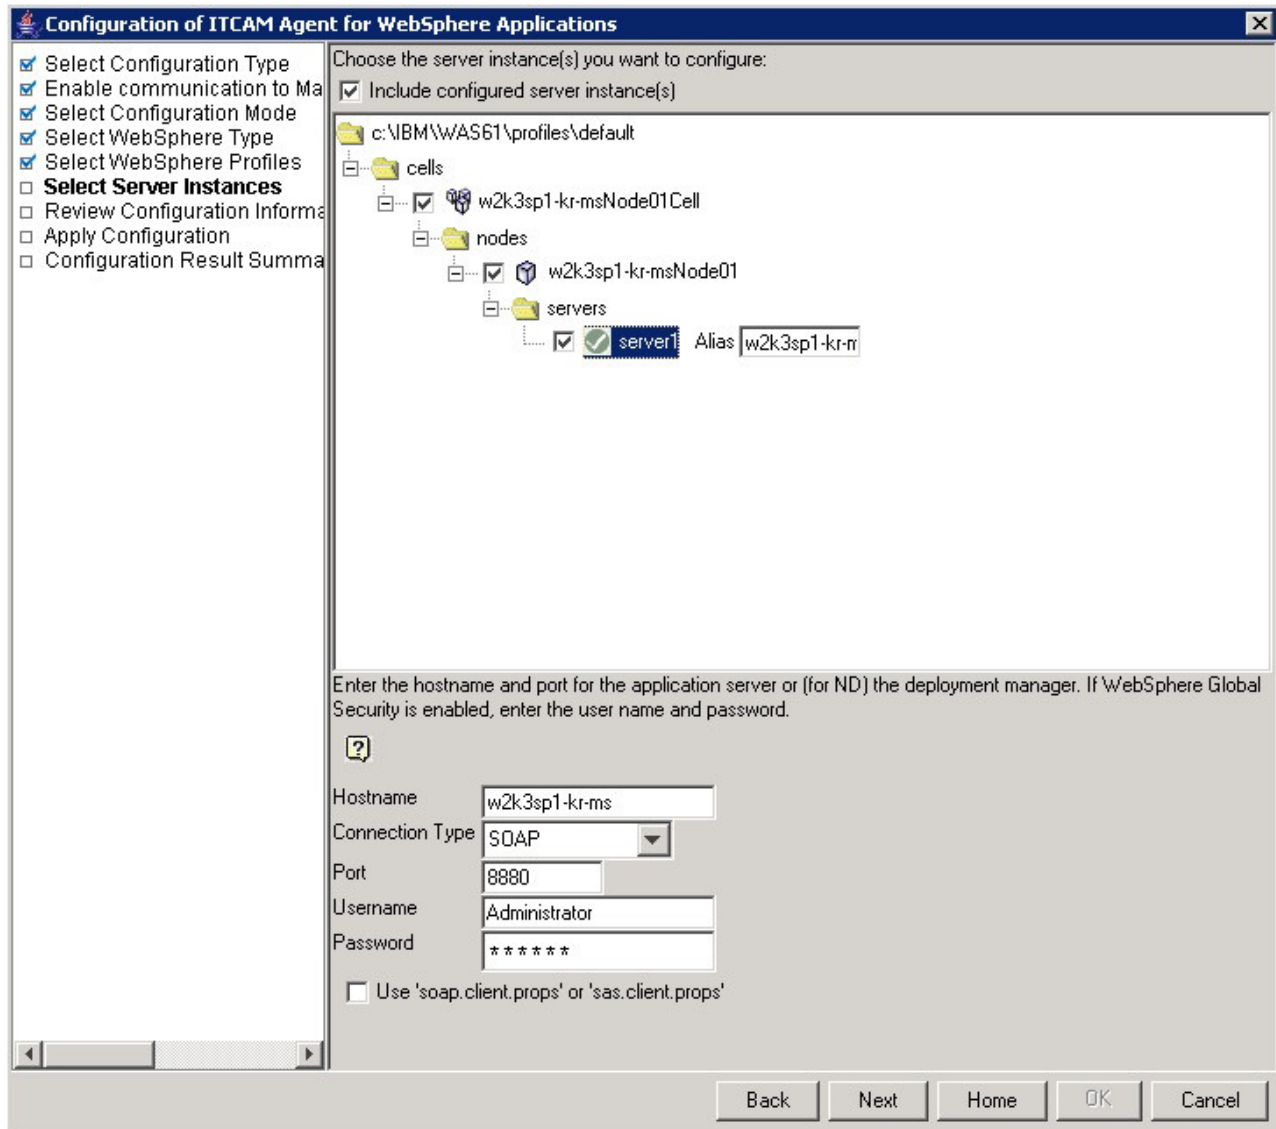 Configuration of ITCAM Agent for WebSphere Applications
Select Configuration Type
Enable communication to Ma
Select Configuration Mode
Select WebSphere Type
Select WebSphere Profiles
Select Server Instances
Review Configuration Informa
Apply Configuration
Configuration Result Summa
Choose the server instance(s) you want to configure:
Include configured server instance(s)
c:\IBM\WAS61\profiles\default
cells
w2k3sp1-kr-msNode01Cell
nodes
w2k3sp1-kr-msNode01
servers
server1 Alias w2k3sp1-kr-m
Enter the hostname and port for the application server or (for ND) the deployment manager. If WebSphere Global
Security is enabled, enter the user name and password.
?
Hostname w2k3sp1-kr-ms
Connection Type SOAP
Port 8880
Username Administrator
Password ******
Use 'soap.client.props' or 'sas.client.props'
Back Next Home OK Cancel